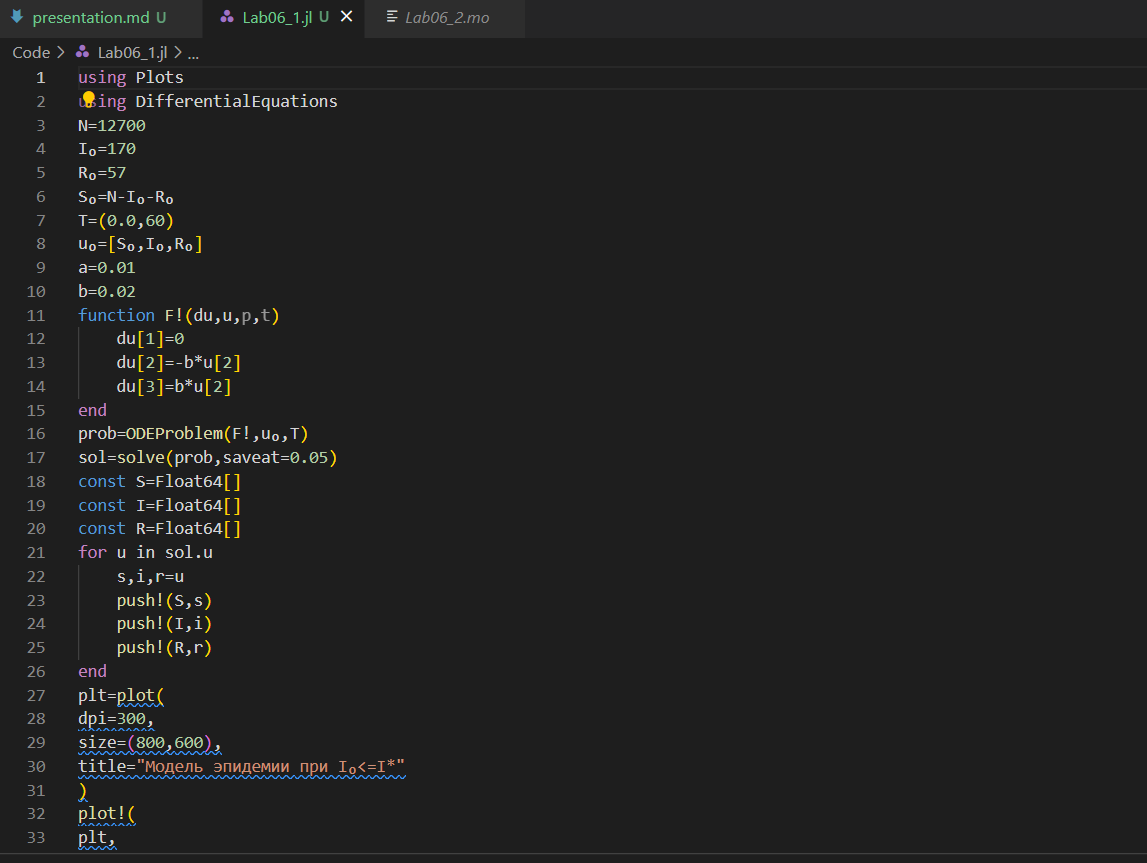 presentation.md U Lab06_1.jl U Lab06_2.mo
Code > Lab06_1.jl > ...
1 using Plots
2 using DifferentialEquations
3 N=12700
4 I₀=170
5 R₀=57
6 S₀=N-I₀-R₀
7 T=(0.0,60)
8 u₀=[S₀,I₀,R₀]
9 a=0.01
10 b=0.02
11 function F!(du,u,p,t)
12     du[1]=0
13     du[2]=-b*u[2]
14     du[3]=b*u[2]
15 end
16 prob=ODEProblem(F!,u₀,T)
17 sol=solve(prob,saveat=0.05)
18 const S=Float64[]
19 const I=Float64[]
20 const R=Float64[]
21 for u in sol.u
22     s,i,r=u
23     push!(S,s)
24     push!(I,i)
25     push!(R,r)
26 end
27 plt=plot(
28 dpi=300,
29 size=(800,600),
30 title="Модель эпидемии при I₀<=I*"
31 )
32 plot!(
33 plt,